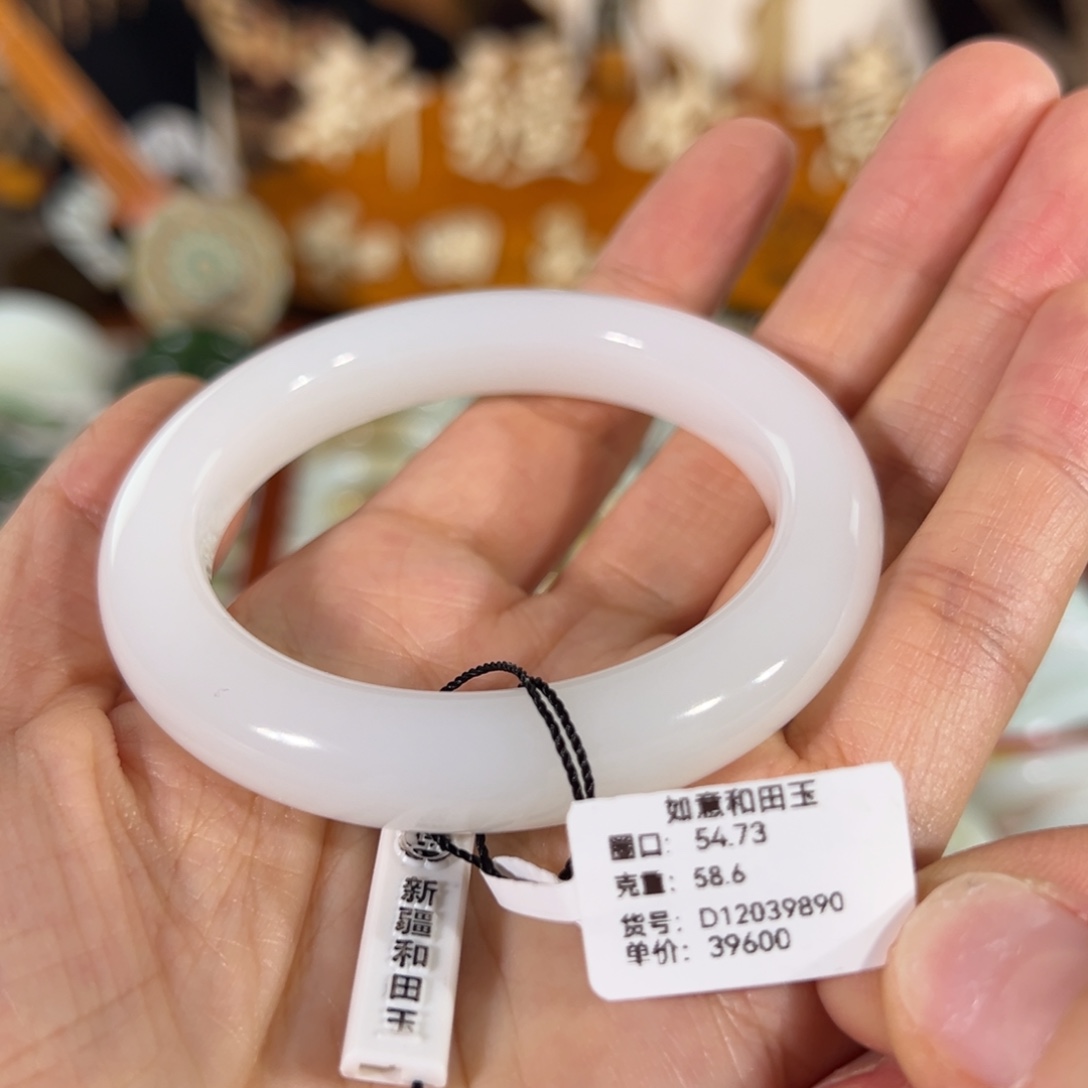 如意和田玉
圈口: 54.73
克重: 58.6
货号: D12039890
单价: 39600
新疆和田玉